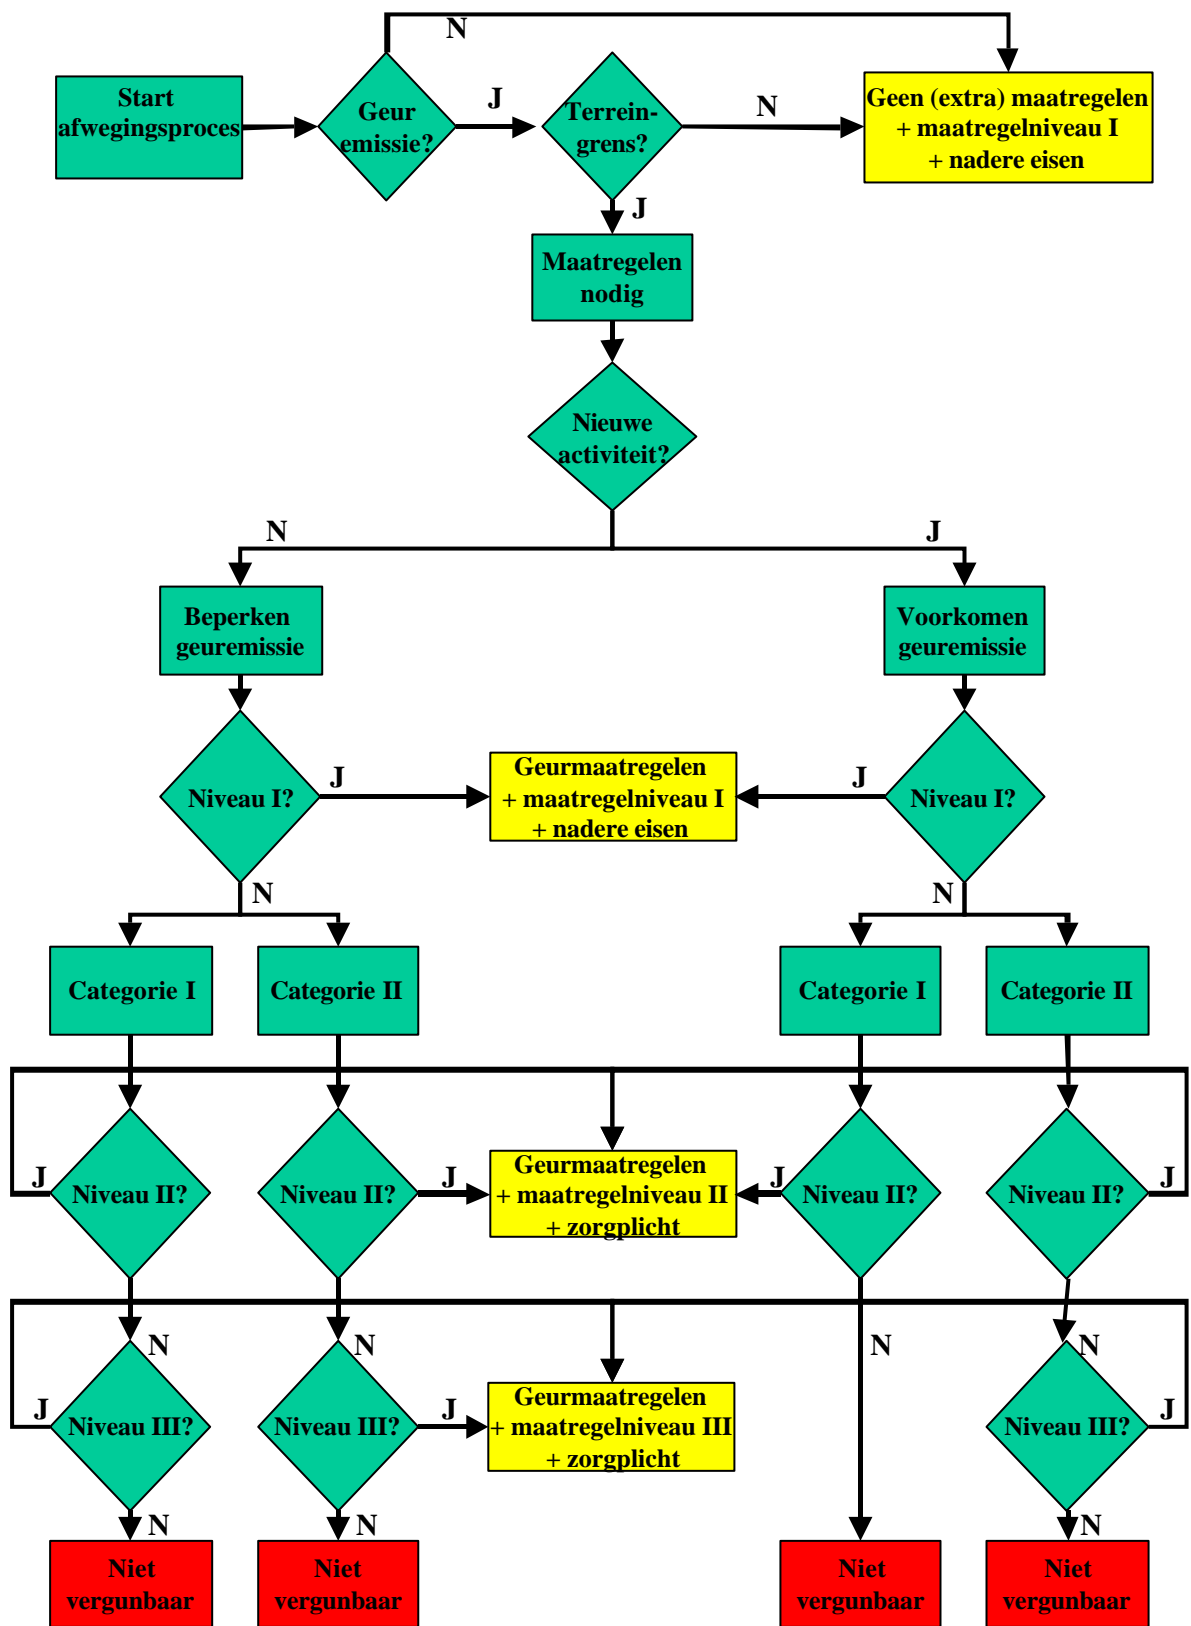 N
Start
afwegingsproces
Geur
emissie?
J
Terrein-
grens?
N
Geen (extra) maatregelen
+ maatregelniveau I
+ nadere eisen
J
Maatregelen
nodig
Nieuwe
activiteit?
N
J
Beperken
geuremissie
Voorkomen
geuremissie
Niveau I?
J
Geurmaatregelen
+ maatregelniveau I
+ nadere eisen
J
Niveau I?
N
N
Categorie I
Categorie II
Categorie I
Categorie II
J
Niveau II?
Niveau II?
J
Geurmaatregelen
+ maatregelniveau II
+ zorgplicht
J
Niveau II?
Niveau II?
J
N
N
N
N
J
Niveau III?
Niveau III?
J
Geurmaatregelen
+ maatregelniveau III
+ zorgplicht
Niveau III?
J
N
N
N
Niet
vergunbaar
Niet
vergunbaar
Niet
vergunbaar
Niet
vergunbaar